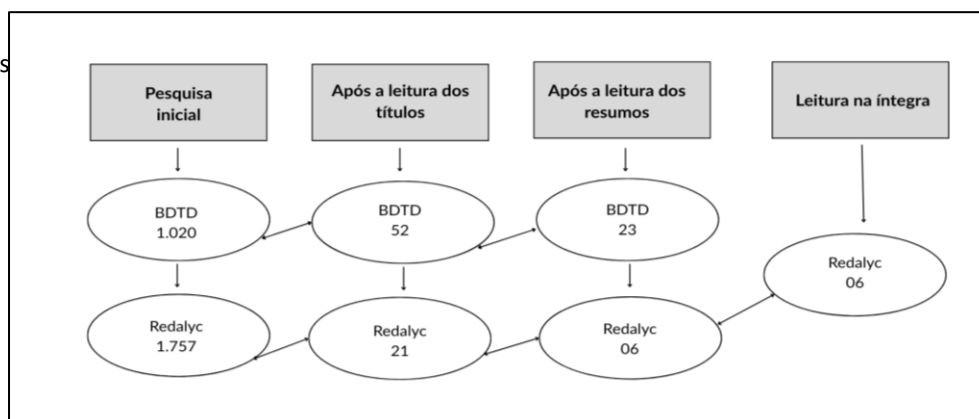 s
Pesquisa
inicial
Após a leitura dos
títulos
Após a leitura dos
resumos
Leitura na íntegra
BDTD
1.020
BDTD
52
BDTD
23
Redalyc
06
Redalyc
1.757
Redalyc
21
Redalyc
06